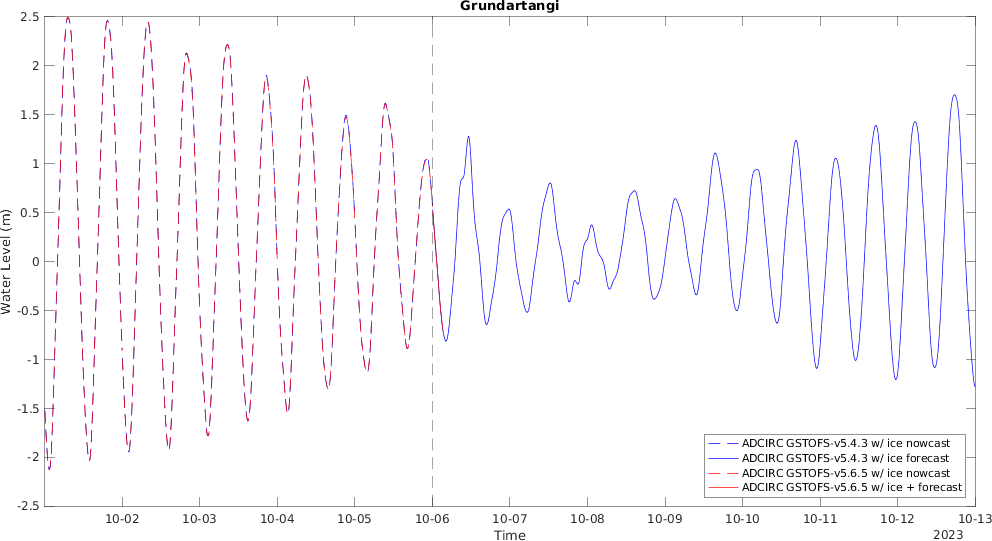 Grundartangi
2.5
2
1.5
1
0.5
0
-0.5
-1
-1.5
-2
-2.5
Water Level (m)
10-02 10-03 10-04 10-05 10-06 10-07 10-08 10-09 10-10 10-11 10-12 10-13
Time
2023
ADCIRC GSTOFS-v5.4.3 w/ ice nowcast
ADCIRC GSTOFS-v5.4.3 w/ ice forecast
ADCIRC GSTOFS-v5.6.5 w/ ice nowcast
ADCIRC GSTOFS-v5.6.5 w/ ice + forecast